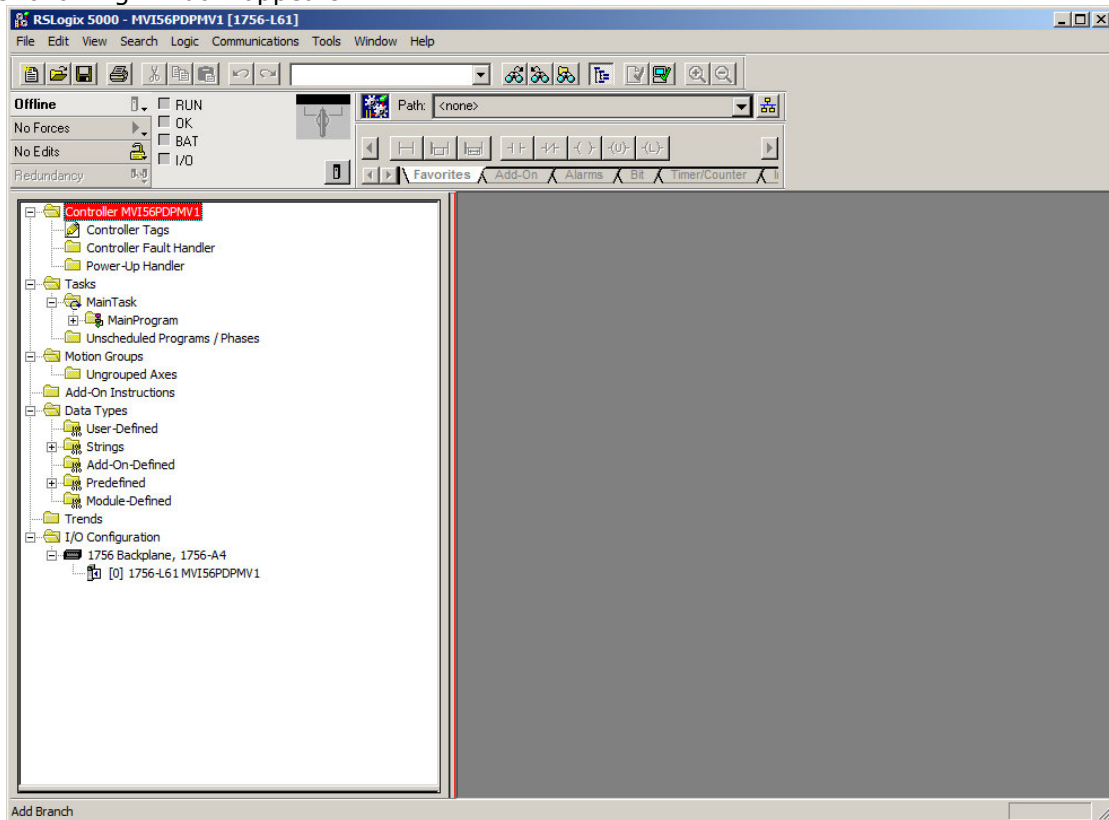 RSLogix 5000 - MVI56PDPMV1 [1756-L61]
File Edit View Search Logic Communications Tools Window Help
Offline
RUN
No Forces
OK
No Edits
BAT
Redundancy
I/O
Path: <none>
Favorites Add-On Alarms Bit Timer/Counter
Controller MVI56PDPMV1
Controller Tags
Controller Fault Handler
Power-Up Handler
Tasks
MainTask
MainProgram
Unscheduled Programs / Phases
Motion Groups
Ungrouped Axes
Add-On Instructions
Data Types
User-Defined
Strings
Add-On-Defined
Predefined
Module-Defined
Trends
I/O Configuration
1756 Backplane, 1756-A4
[0] 1756-L61 MVI56PDPMV1
Add Branch